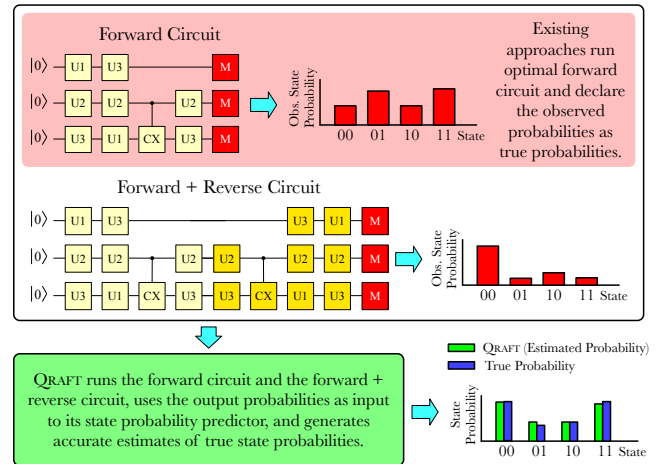 Forward Circuit
|0⟩ U1 U3 M
|0⟩ U2 U2 U2 M
|0⟩ U3 U1 CX U3 M
Obs. State
Probability
00 01 10 11 State
Existing
approaches run
optimal forward
circuit and declare
the observed
probabilities as
true probabilities.
Forward + Reverse Circuit
|0⟩ U1 U3 U3 U1 M
|0⟩ U2 U2 U2 U2 U2 U2 M
|0⟩ U3 U1 CX U3 U3 CX U1 U3 M
Obs. State
Probability
00 01 10 11 State
QRAFT runs the forward circuit and the forward +
reverse circuit, uses the output probabilities as input
to its state probability predictor, and generates
accurate estimates of true state probabilities.
QRAFT (Estimated Probability)
True Probability
State
Probability
00 01 10 11 State